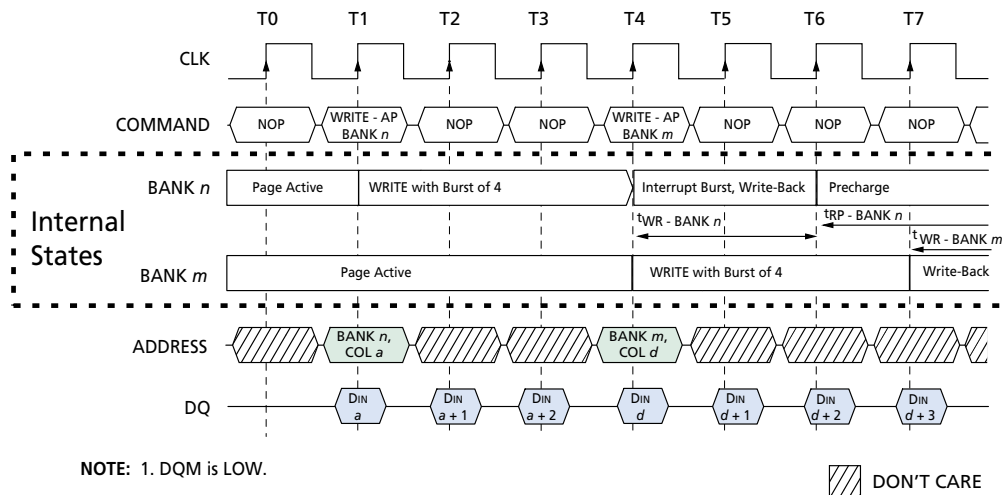 T0 T1 T2 T3 T4 T5 T6 T7
CLK
COMMAND NOP WRITE - AP BANK n NOP NOP WRITE - AP BANK m NOP NOP NOP
Internal States
BANK n Page Active WRITE with Burst of 4 Interrupt Burst, Write-Back Precharge
tWR - BANK n tRP - BANK n
tWR - BANK m
BANK m Page Active WRITE with Burst of 4 Write-Back
ADDRESS BANK n, COL a BANK m, COL d
DQ DIN a DIN a + 1 DIN a + 2 DIN d DIN d + 1 DIN d + 2 DIN d + 3
NOTE: 1. DQM is LOW.
DON'T CARE